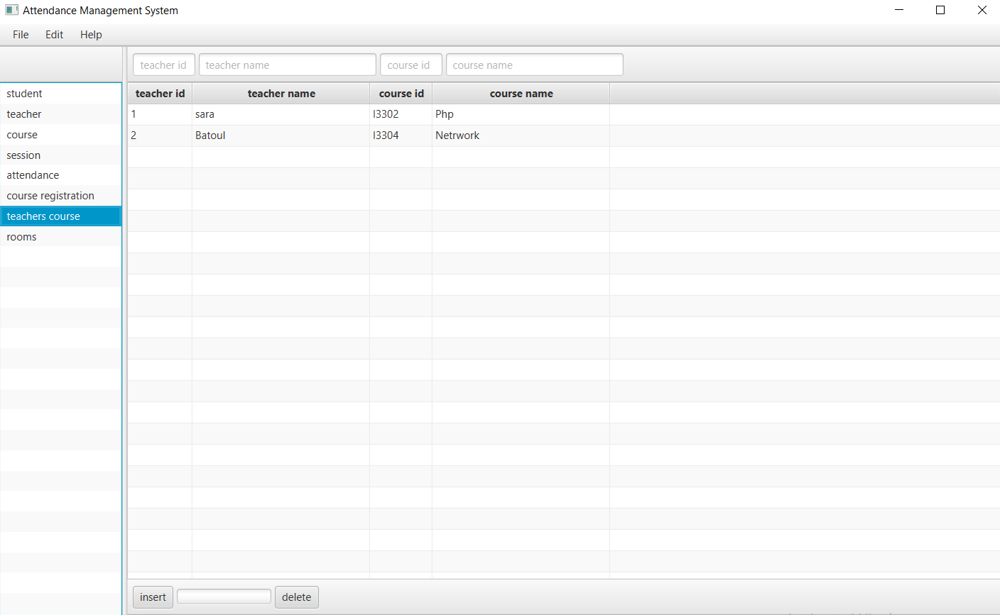 Attendance Management System
File Edit Help
teacher id teacher name course id course name
student
teacher
course
session
attendance
course registration
teachers course
rooms
teacher id teacher name course id course name
1 sara I3302 Php
2 Batoul I3304 Netrwork
insert delete